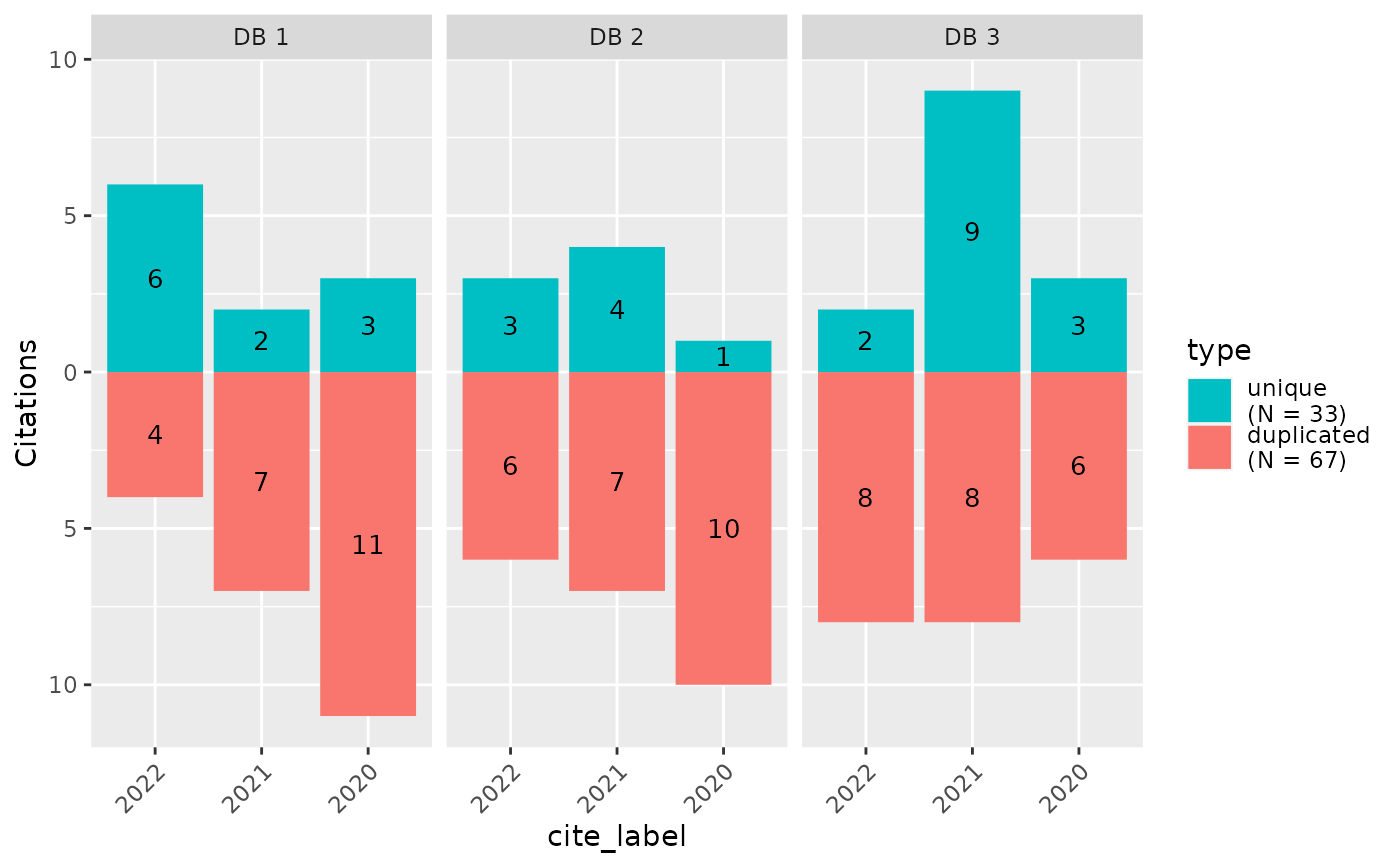 DB 1 DB 2 DB 3
10
5
0
5
10
Citations
6 2 3 3 4 1 2 9 3
4 7 11 6 7 10 8 8 6
2022 2021 2020 2022 2021 2020 2022 2021 2020
cite_label
type
unique
(N = 33)
duplicated
(N = 67)